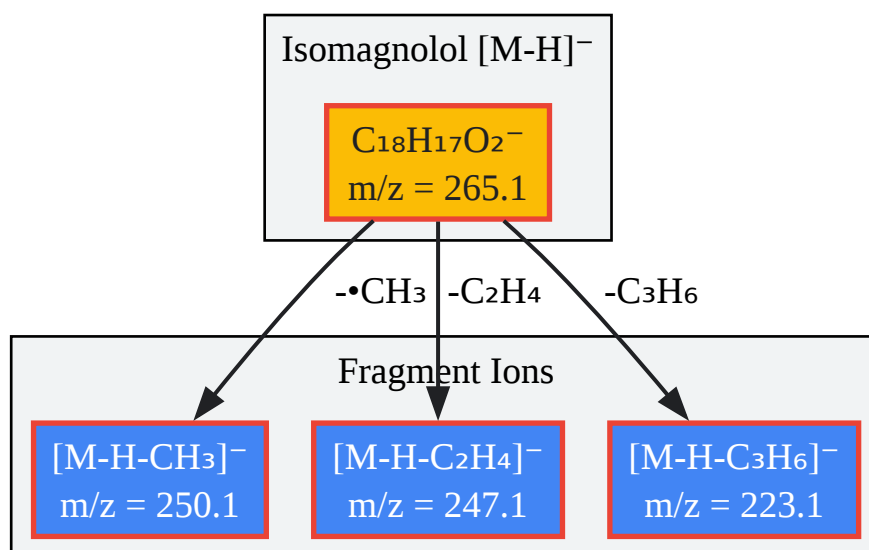 Isomagnolol [M-H]⁻
C₁₈H₁₇O₂⁻
m/z = 265.1
-•CH₃
-C₂H₄
-C₃H₆
Fragment Ions
[M-H-CH₃]⁻
m/z = 250.1
[M-H-C₂H₄]⁻
m/z = 247.1
[M-H-C₃H₆]⁻
m/z = 223.1